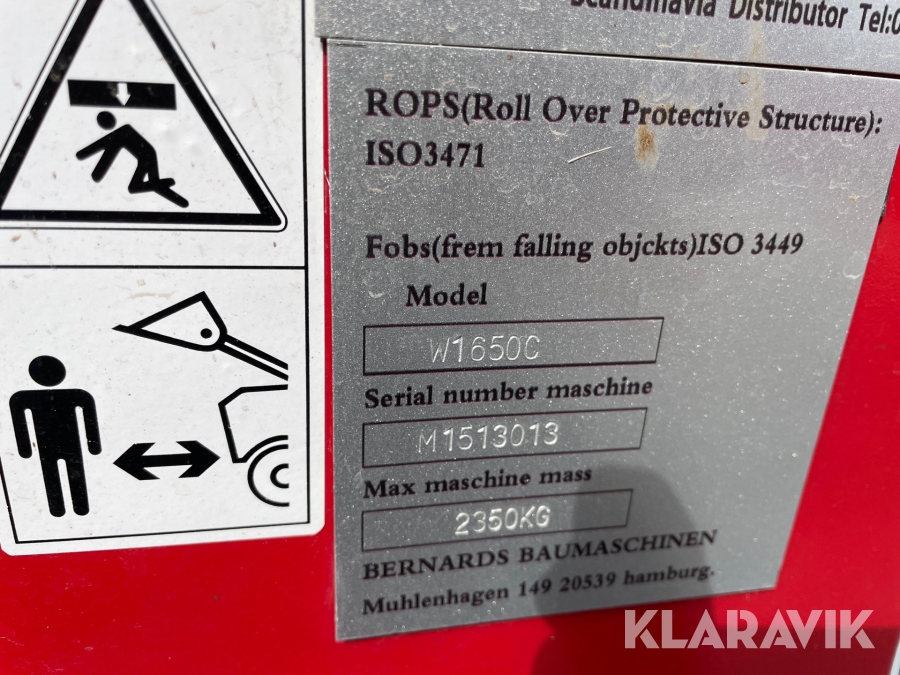 Scandinavia Distributor Tel:0
ROPS(Roll Over Protective Structure):
ISO3471
Fobs(frem falling objckts)ISO 3449
Model
W1650C
Serial number maschine
M1513013
Max maschine mass
2350KG
BERNARDS BAUMASCHINEN
Muhlenhagen 149 20539 hamburg.
KLARAVIK